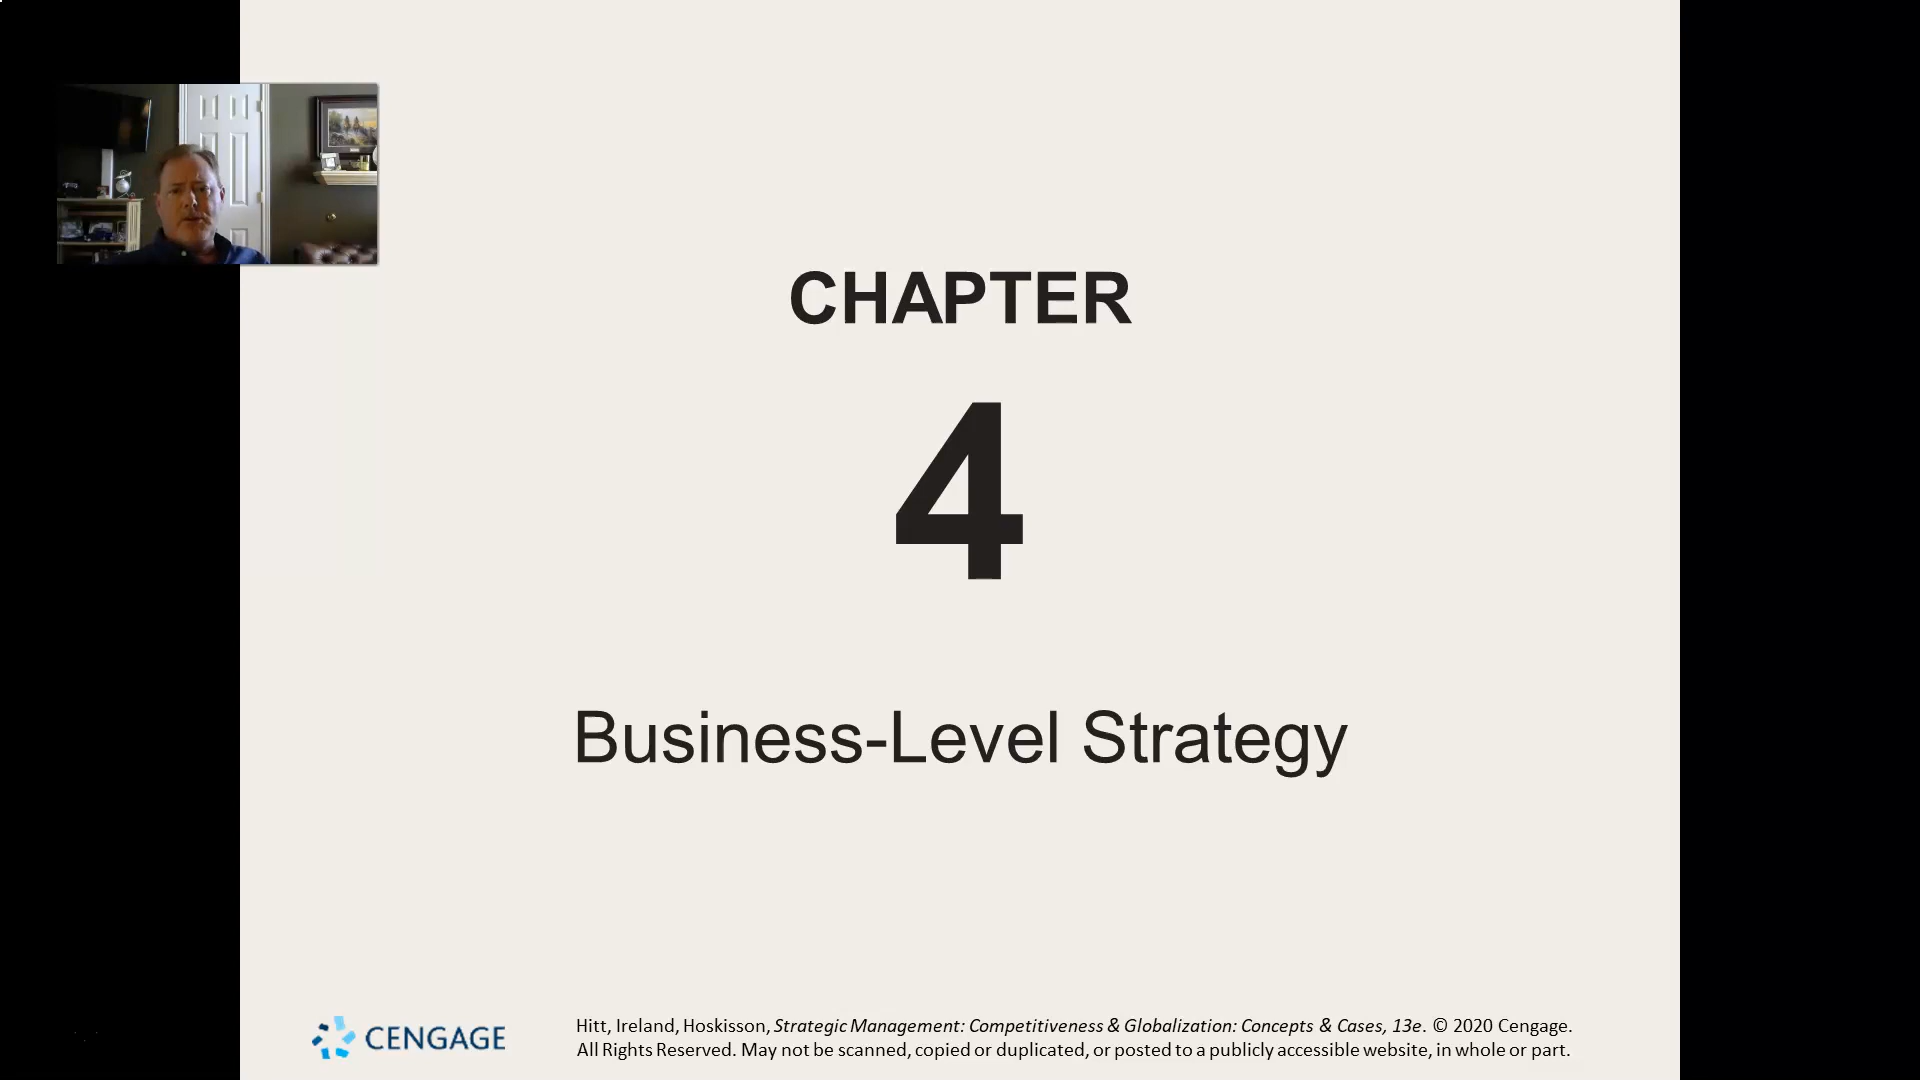 CHAPTER
4
Business-Level Strategy
CENGAGE
Hitt, Ireland, Hoskisson, Strategic Management: Competitiveness & Globalization: Concepts & Cases, 13e. © 2020 Cengage.
All Rights Reserved. May not be scanned, copied or duplicated, or posted to a publicly accessible website, in whole or part.